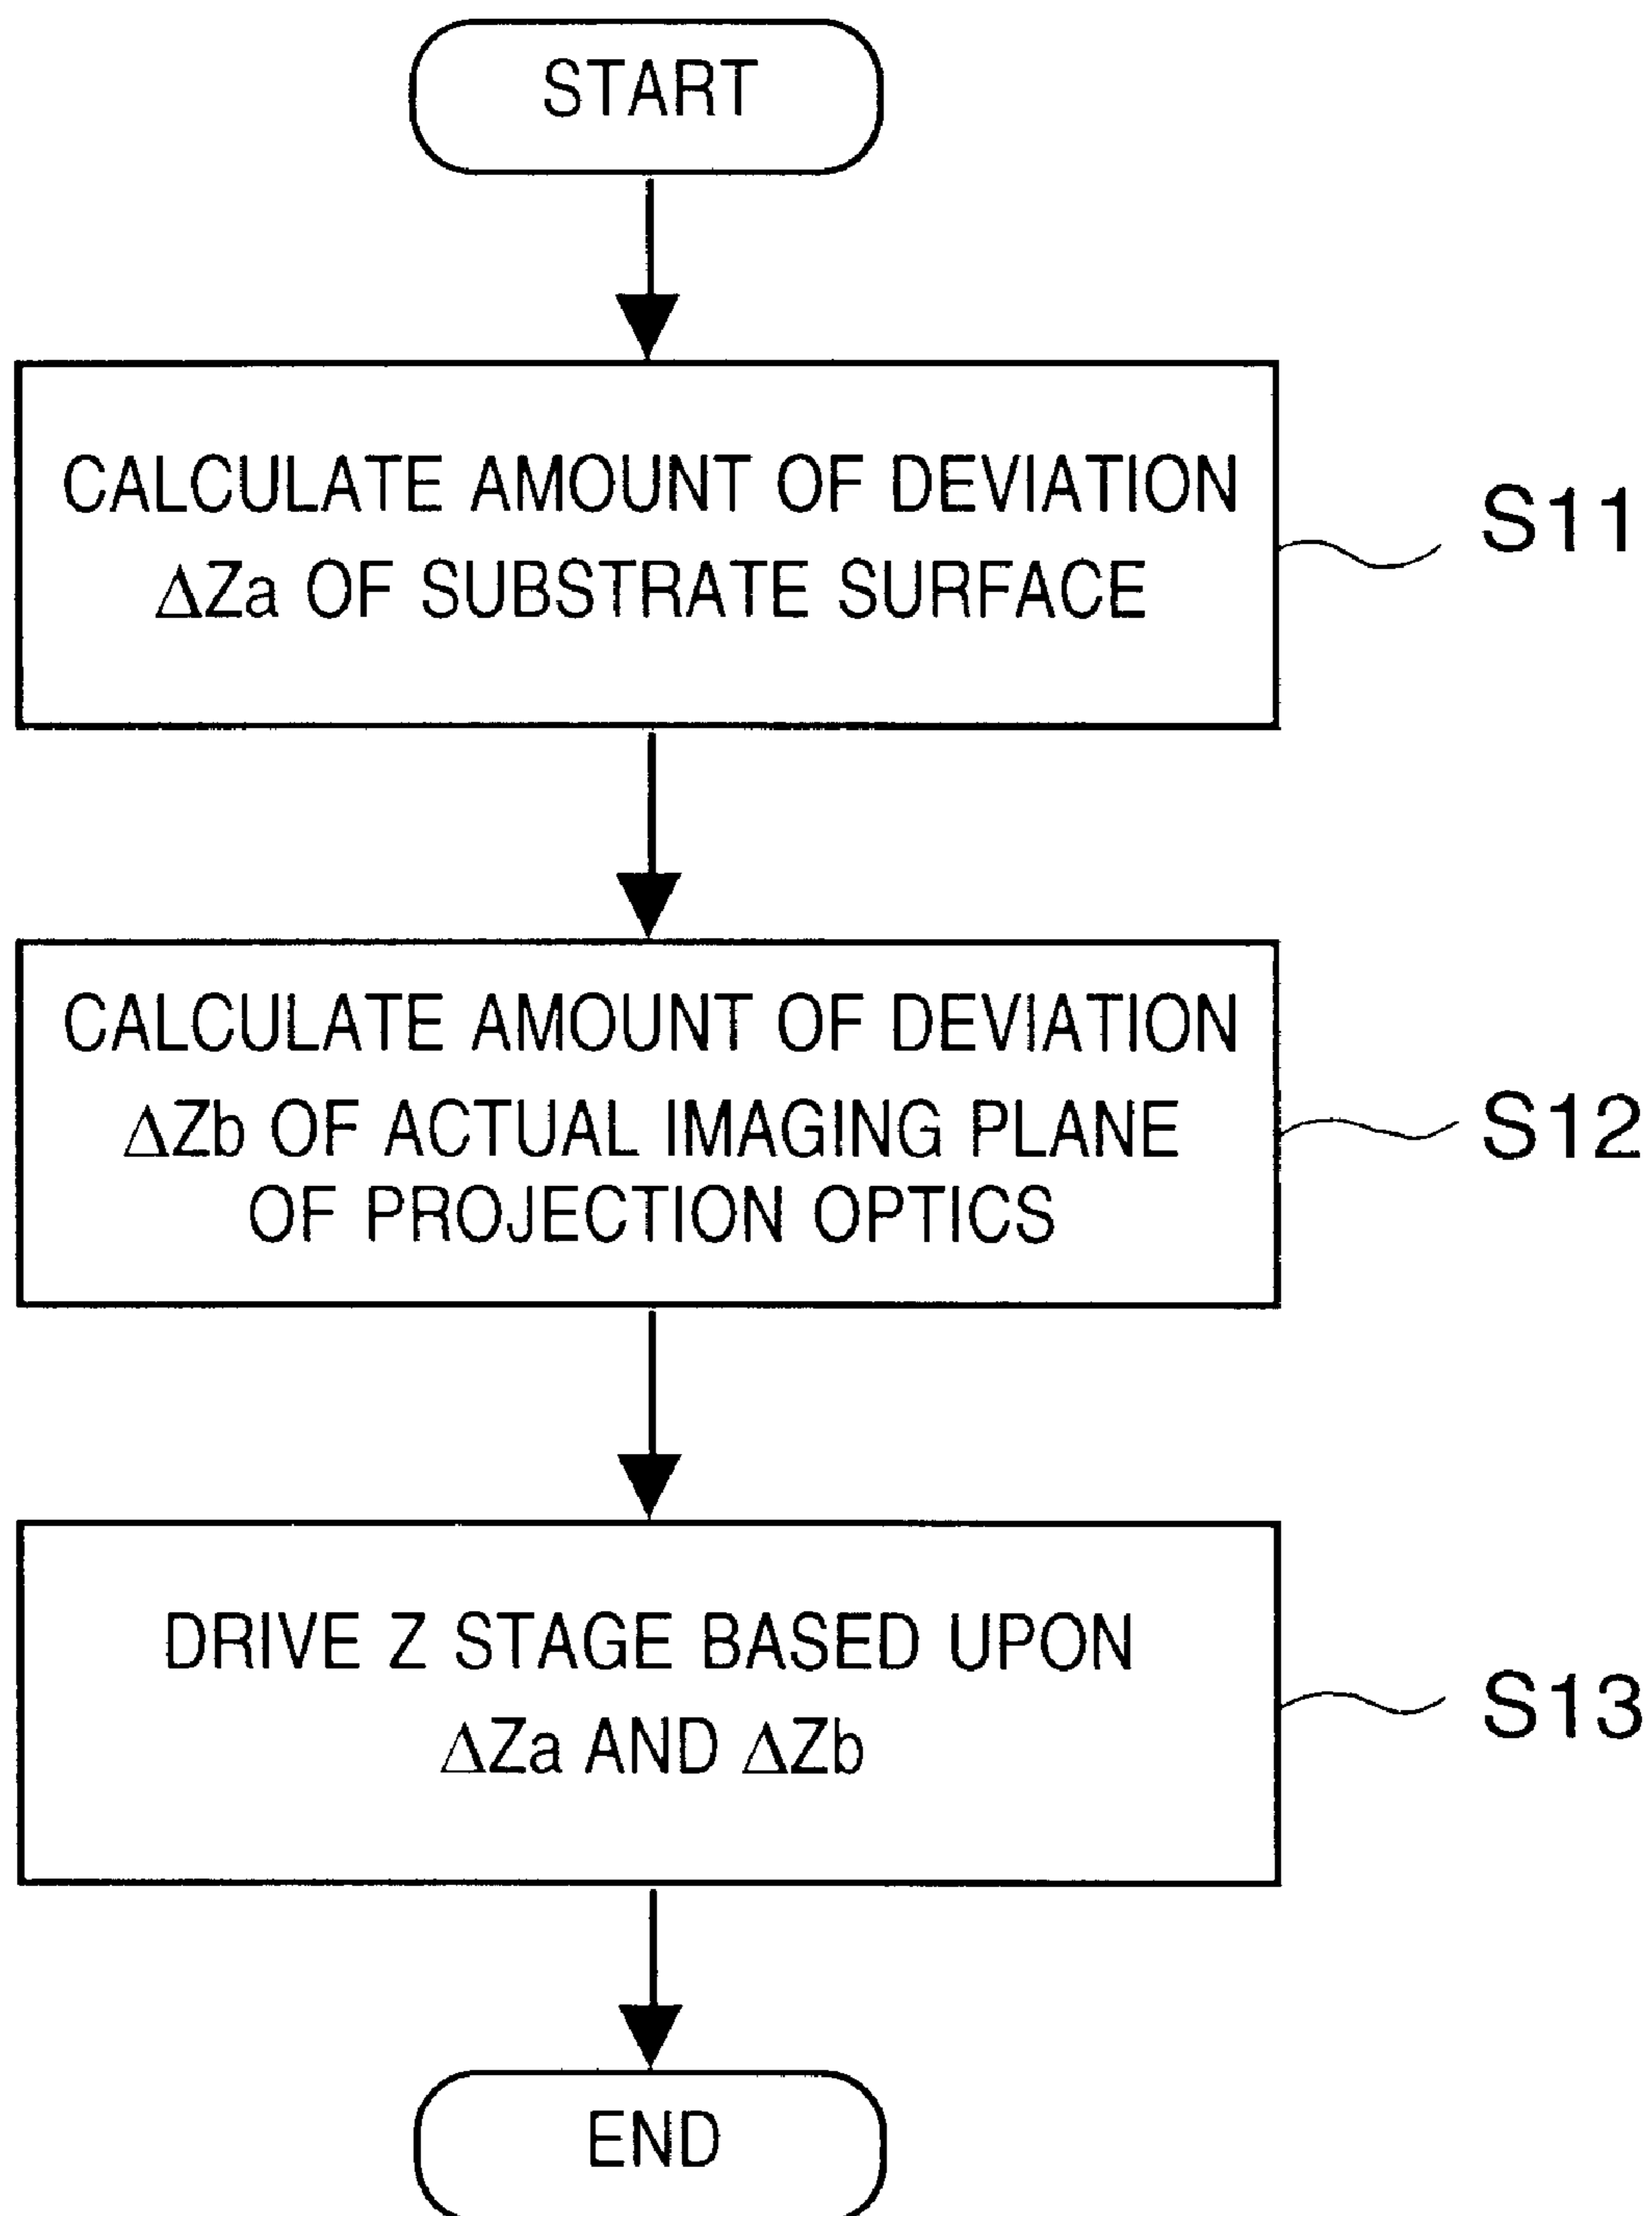 START
CALCULATE AMOUNT OF DEVIATION
ΔZa OF SUBSTRATE SURFACE
S11
CALCULATE AMOUNT OF DEVIATION
ΔZb OF ACTUAL IMAGING PLANE
OF PROJECTION OPTICS
S12
DRIVE Z STAGE BASED UPON
ΔZa AND ΔZb
S13
END